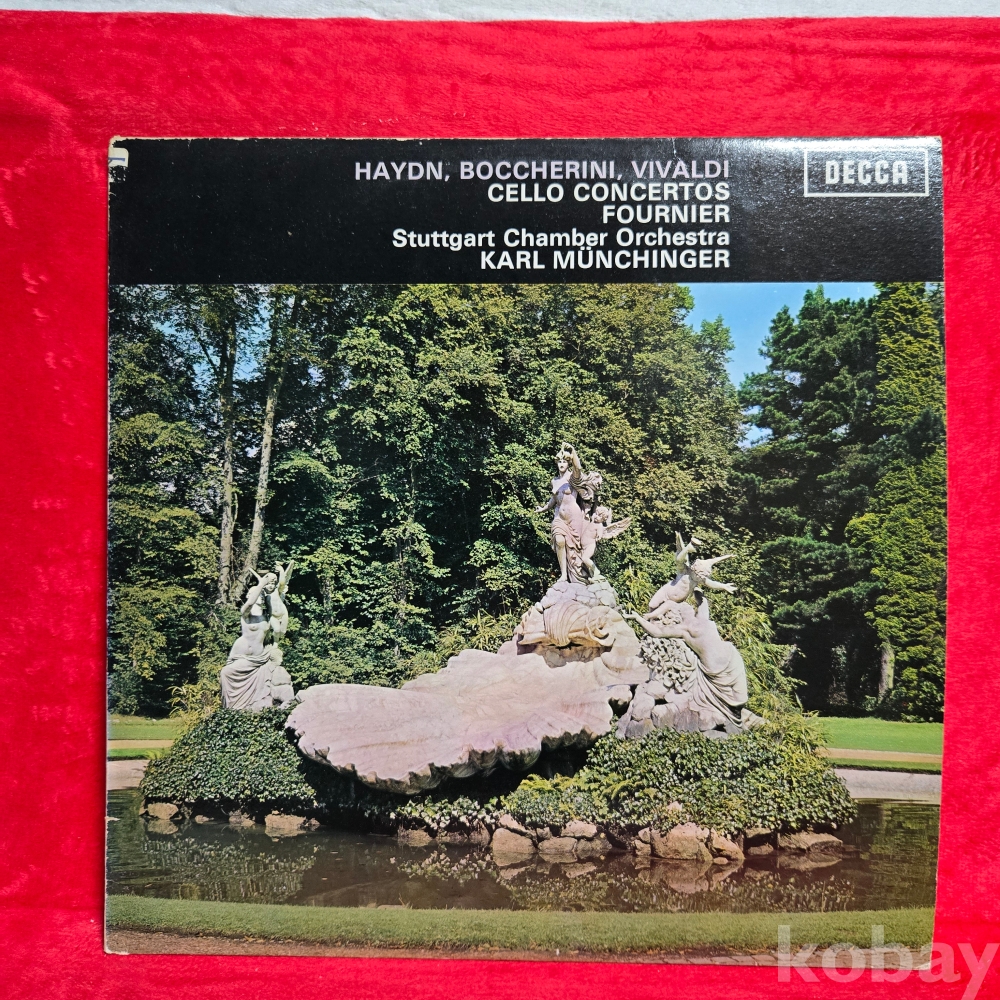 HAYDN, BOCCHERINI, VIVALDI
CELLO CONCERTOS
FOURNIER
Stuttgart Chamber Orchestra
KARL MÜNCHINGER
DECCA
kobay